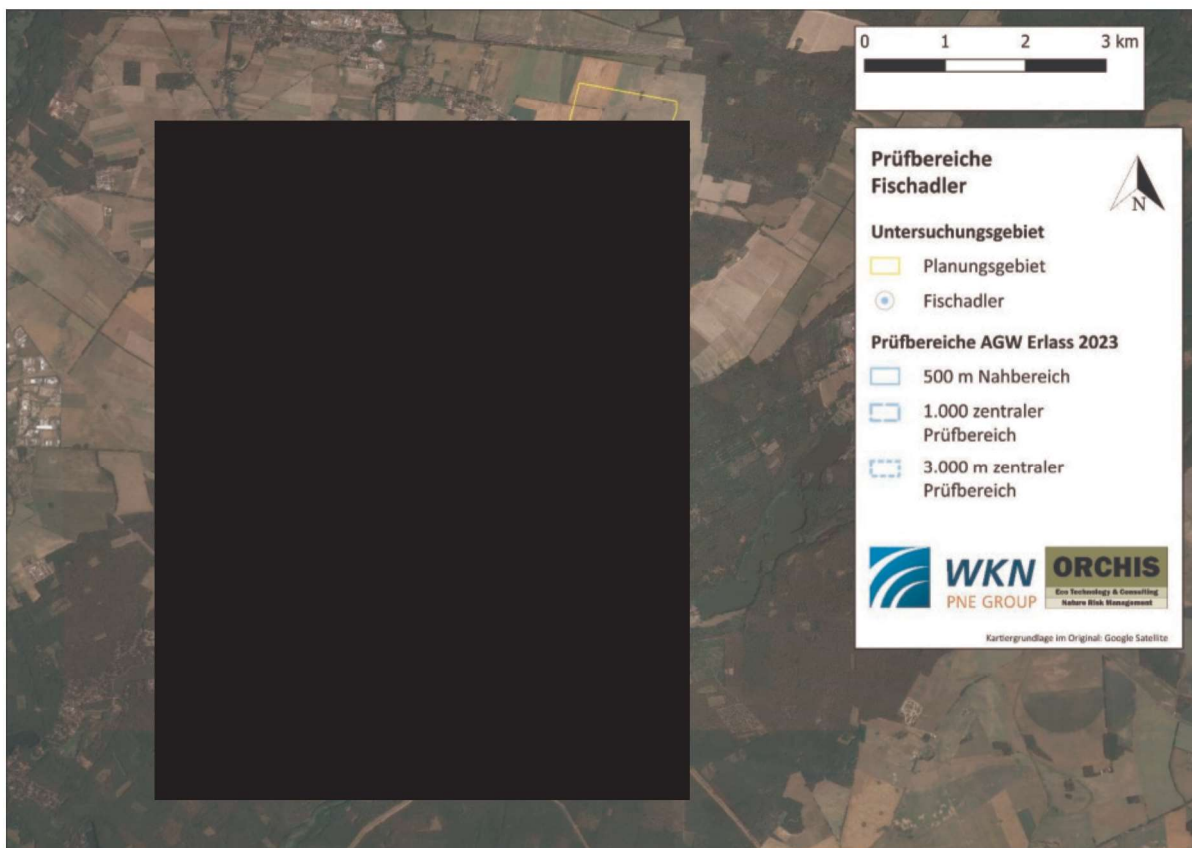 0 1 2 3 km
Prüfbereiche
Fischadler
N
Untersuchungsgebiet
Planungsgebiet
Fischadler
Prüfbereiche AGW Erlass 2023
500 m Nahbereich
1.000 zentraler
Prüfbereich
3.000 m zentraler
Prüfbereich
WKN
PNE GROUP
ORCHIS
Eco Technology & Consulting
Nature Risk Management
Kartiergrundlage im Original: Google Satellite